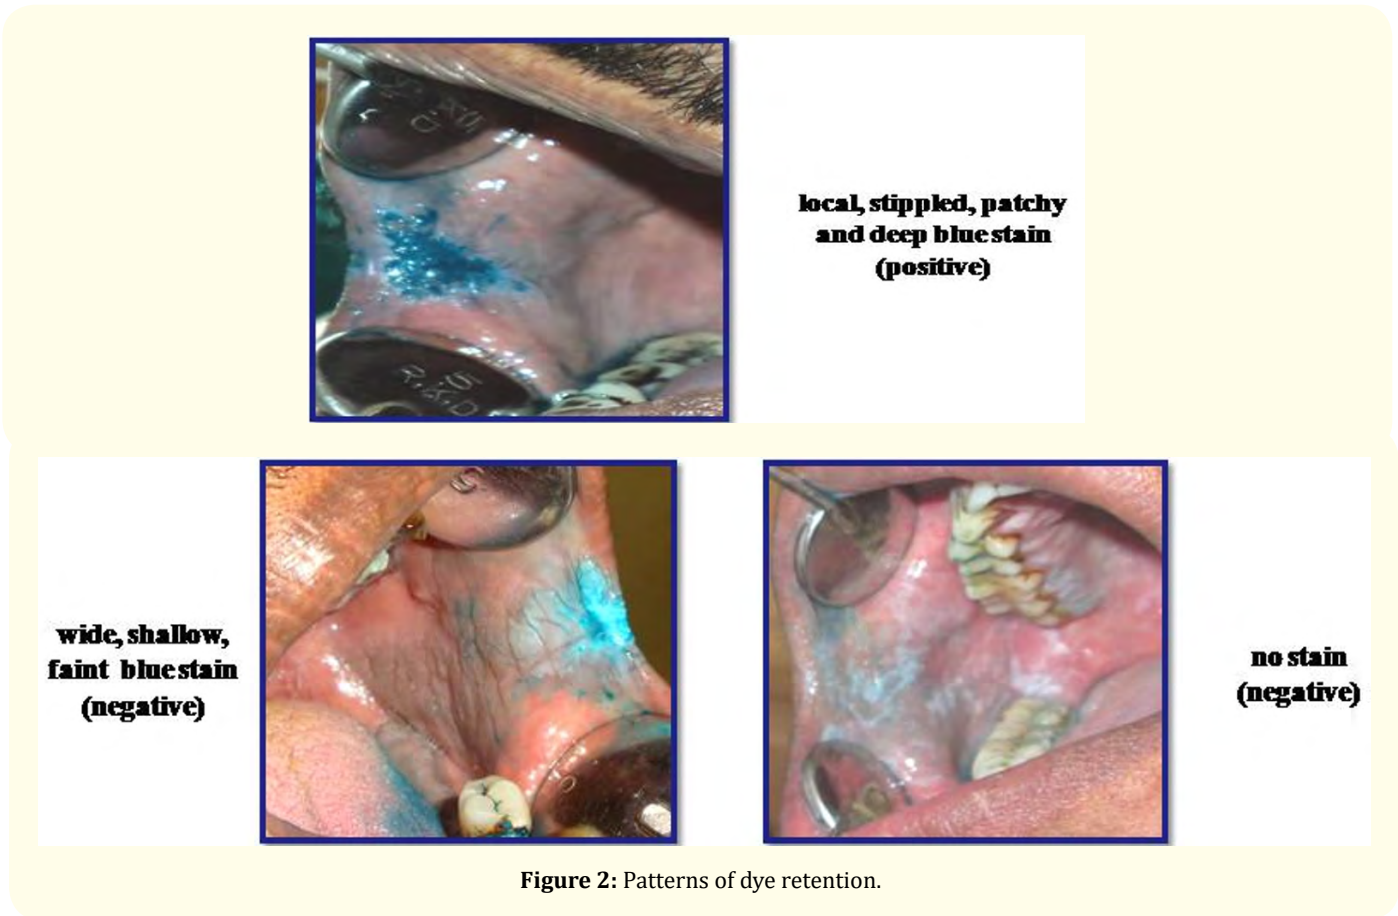 local, stippled, patchy
and deep blue stain
(positive)
wide, shallow,
faint blue stain
(negative)
no stain
(negative)
Figure 2: Patterns of dye retention.